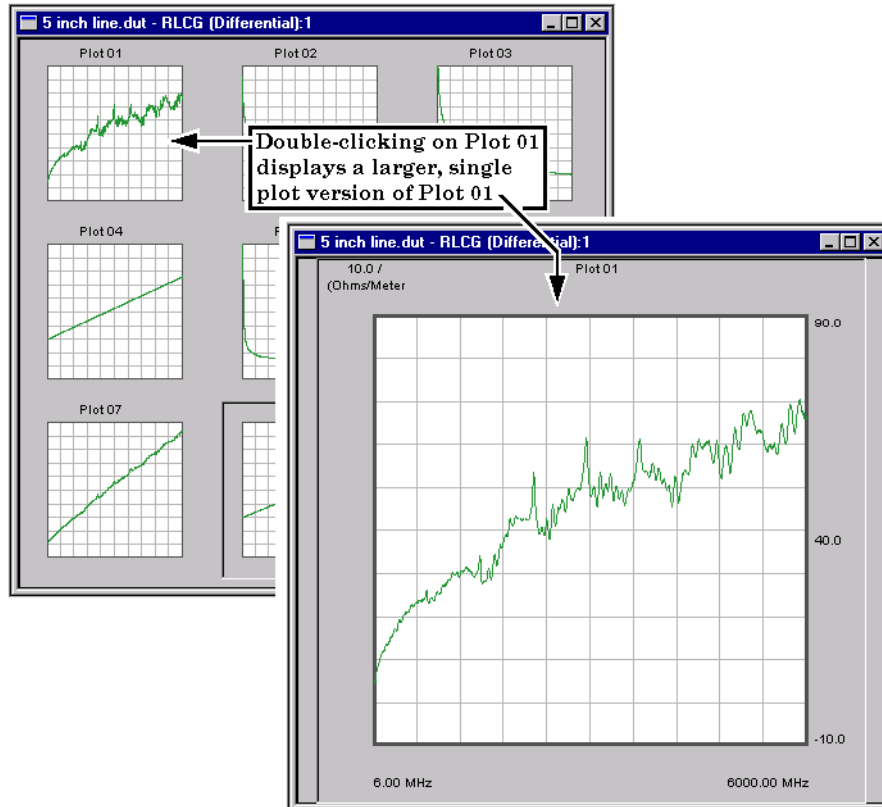 5 inch line.dut - RLCG (Differential):1
Plot 01
Plot 02
Plot 03
Double-clicking on Plot 01
displays a larger, single
plot version of Plot 01
Plot 04
Plot 07
5 inch line.dut - RLCG (Differential):1
10.0 /
(Ohms/Meter
Plot 01
90.0
40.0
-10.0
6.00 MHz
6000.00 MHz